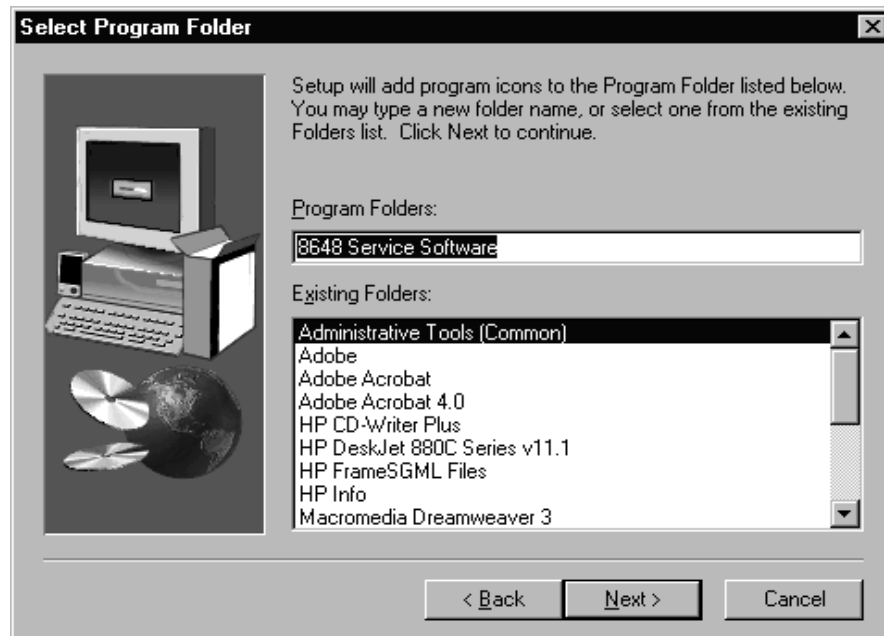 Select Program Folder
Setup will add program icons to the Program Folder listed below.
You may type a new folder name, or select one from the existing
Folders list. Click Next to continue.
Program Folders:
8648 Service Software
Existing Folders:
Administrative Tools (Common)
Adobe
Adobe Acrobat
Adobe Acrobat 4.0
HP CD-Writer Plus
HP DeskJet 880C Series v11.1
HP FrameSGML Files
HP Info
Macromedia Dreamweaver 3
< Back
Next >
Cancel